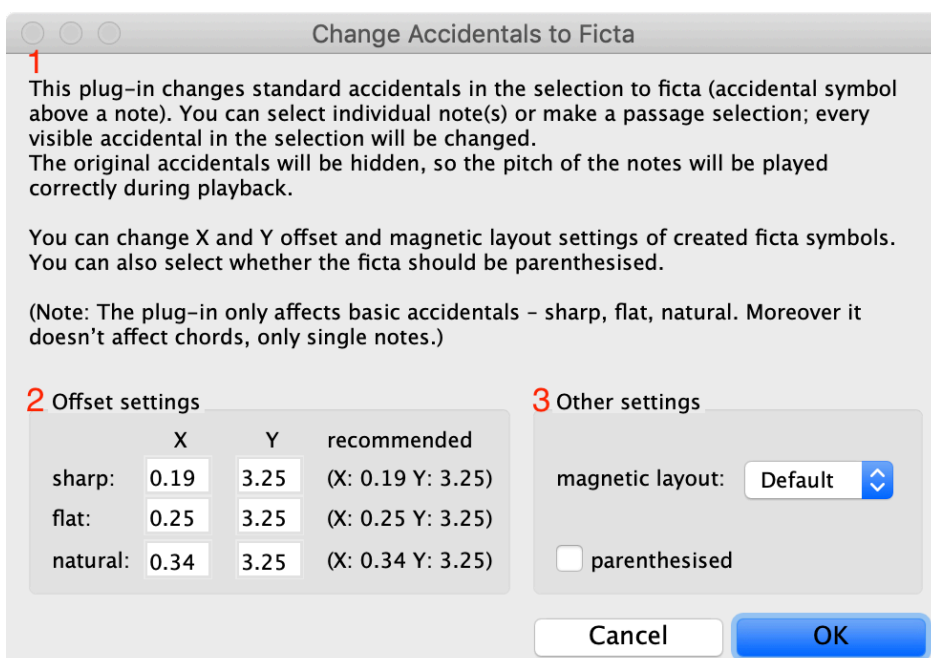 Change Accidentals to Ficta
1
This plug-in changes standard accidentals in the selection to ficta (accidental symbol
above a note). You can select individual note(s) or make a passage selection; every
visible accidental in the selection will be changed.
The original accidentals will be hidden, so the pitch of the notes will be played
correctly during playback.
You can change X and Y offset and magnetic layout settings of created ficta symbols.
You can also select whether the ficta should be parenthesised.
(Note: The plug-in only affects basic accidentals – sharp, flat, natural. Moreover it
doesn't affect chords, only single notes.)
2 Offset settings
X Y recommended
sharp: 0.19 3.25 (X: 0.19 Y: 3.25)
flat: 0.25 3.25 (X: 0.25 Y: 3.25)
natural: 0.34 3.25 (X: 0.34 Y: 3.25)
3 Other settings
magnetic layout: Default
parenthesised
Cancel OK